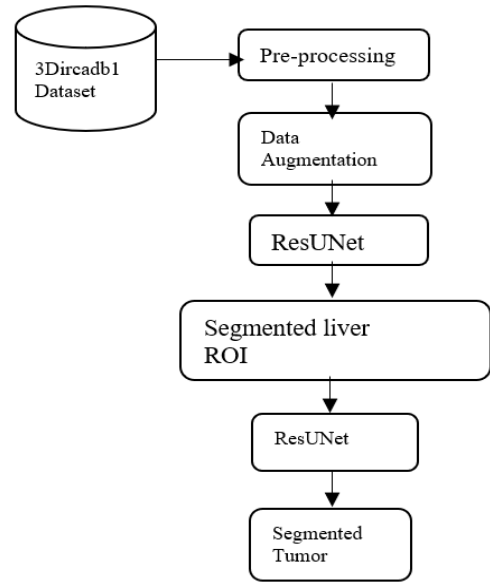 3Dircadb1
Dataset
Pre-processing
Data
Augmentation
ResUNet
Segmented liver
ROI
ResUNet
Segmented
Tumor